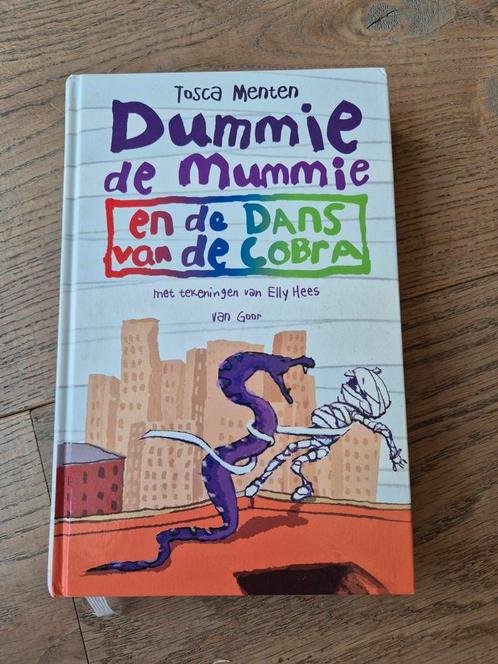 Tosca Menten
Dummie
de Mummie
en de DANS
van de CoBRA
met tekeningen van Elly Hees
van Goor